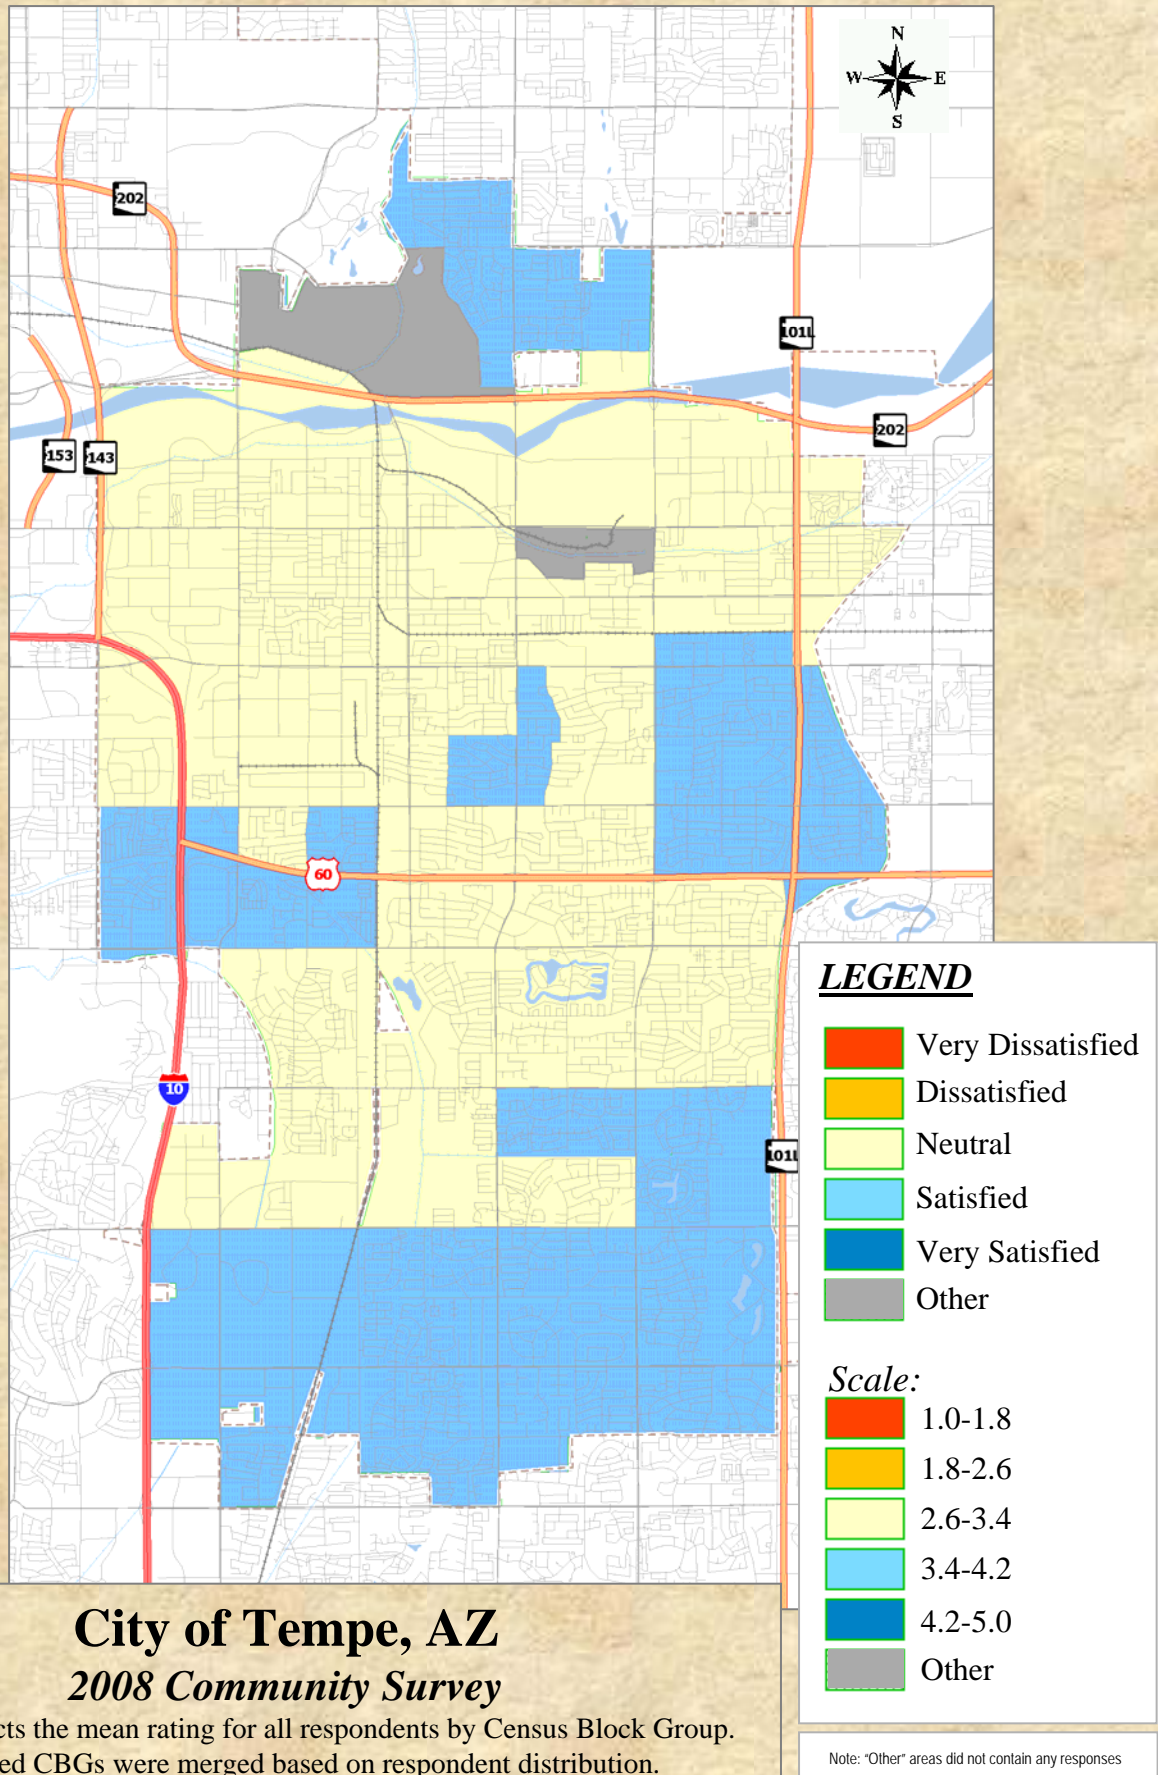 N
W E
S
202
101L
202
153
143
60
10
101L
LEGEND
Very Dissatisfied
Dissatisfied
Neutral
Satisfied
Very Satisfied
Other
Scale:
1.0-1.8
1.8-2.6
2.6-3.4
3.4-4.2
4.2-5.0
Other
City of Tempe, AZ
2008 Community Survey
cts the mean rating for all respondents by Census Block Group.
ed CBGs were merged based on respondent distribution.
Note: "Other" areas did not contain any responses